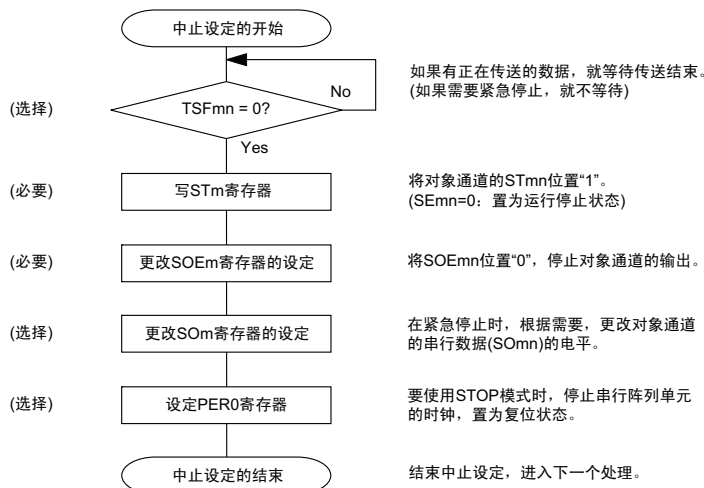 中止设定的开始
如果有正在传送的数据，就等待传送结束。
(如果需要紧急停止，就不等待)
No
(选择)
TSFmn = 0?
Yes
(必要)
写STm寄存器
将对象通道的STmn位置“1”。
(SEmn=0：置为运行停止状态)
(必要)
更改SOEm寄存器的设定
将SOEmn位置“0”，停止对象通道的输出。
(选择)
更改SOm寄存器的设定
在紧急停止时，根据需要，更改对象通道
的串行数据(SOmn)的电平。
(选择)
设定PER0寄存器
要使用STOP模式时，停止串行阵列单元
的时钟，置为复位状态。
中止设定的结束
结束中止设定，进入下一个处理。